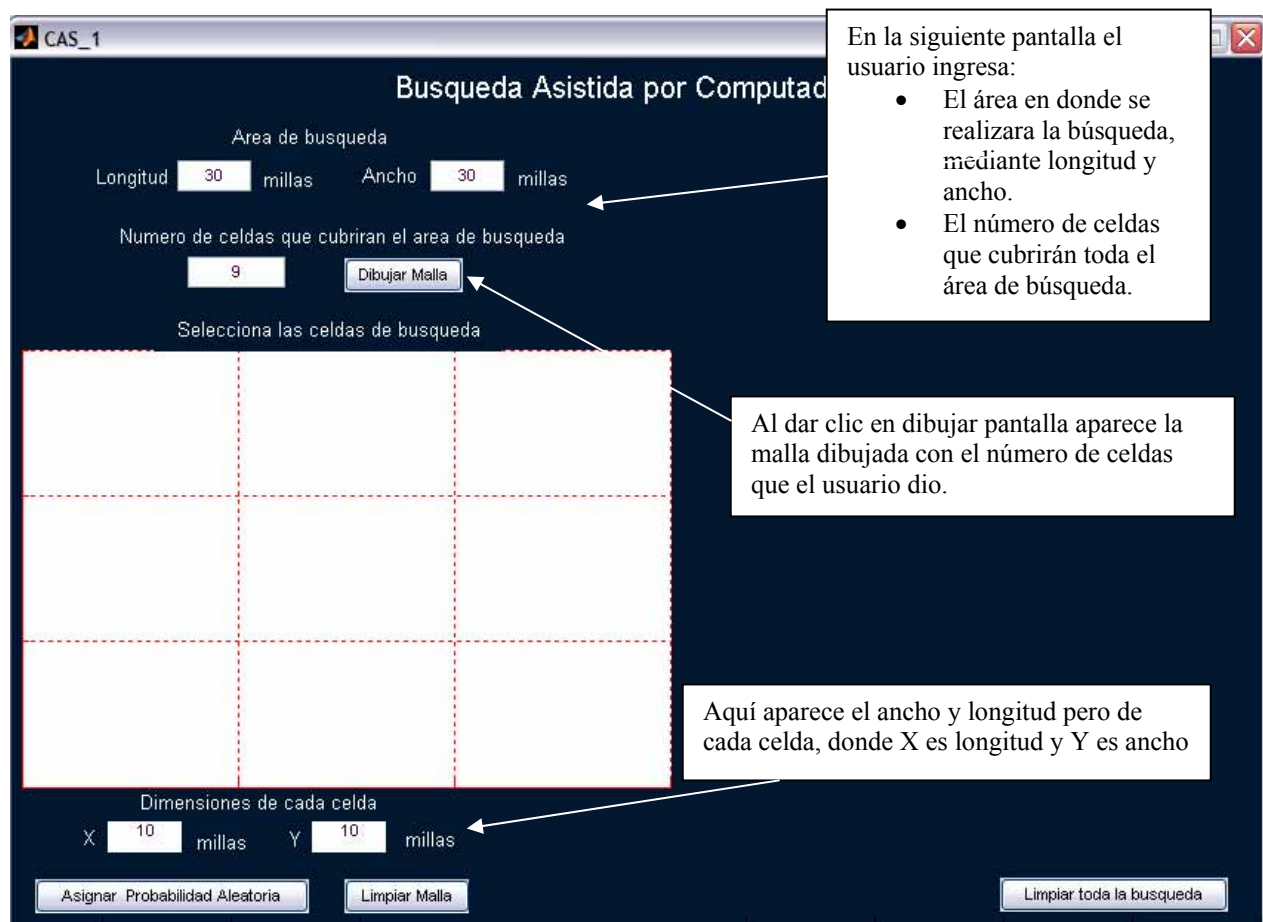 CAS_1
Busqueda Asistida por Computad
En la siguiente pantalla el
usuario ingresa:
• El área en donde se
realizara la búsqueda,
mediante longitud y
ancho.
• El número de celdas
que cubrirán toda el
área de búsqueda.
Area de busqueda
Longitud 30 millas Ancho 30 millas
Numero de celdas que cubriran el area de busqueda
9 Dibujar Malla
Selecciona las celdas de busqueda
Al dar clic en dibujar pantalla aparece la
malla dibujada con el número de celdas
que el usuario dio.
Aquí aparece el ancho y longitud pero de
cada celda, donde X es longitud y Y es ancho
Dimensiones de cada celda
X 10 millas Y 10 millas
Asignar Probabilidad Aleatoria Limpiar Malla Limpiar toda la busqueda